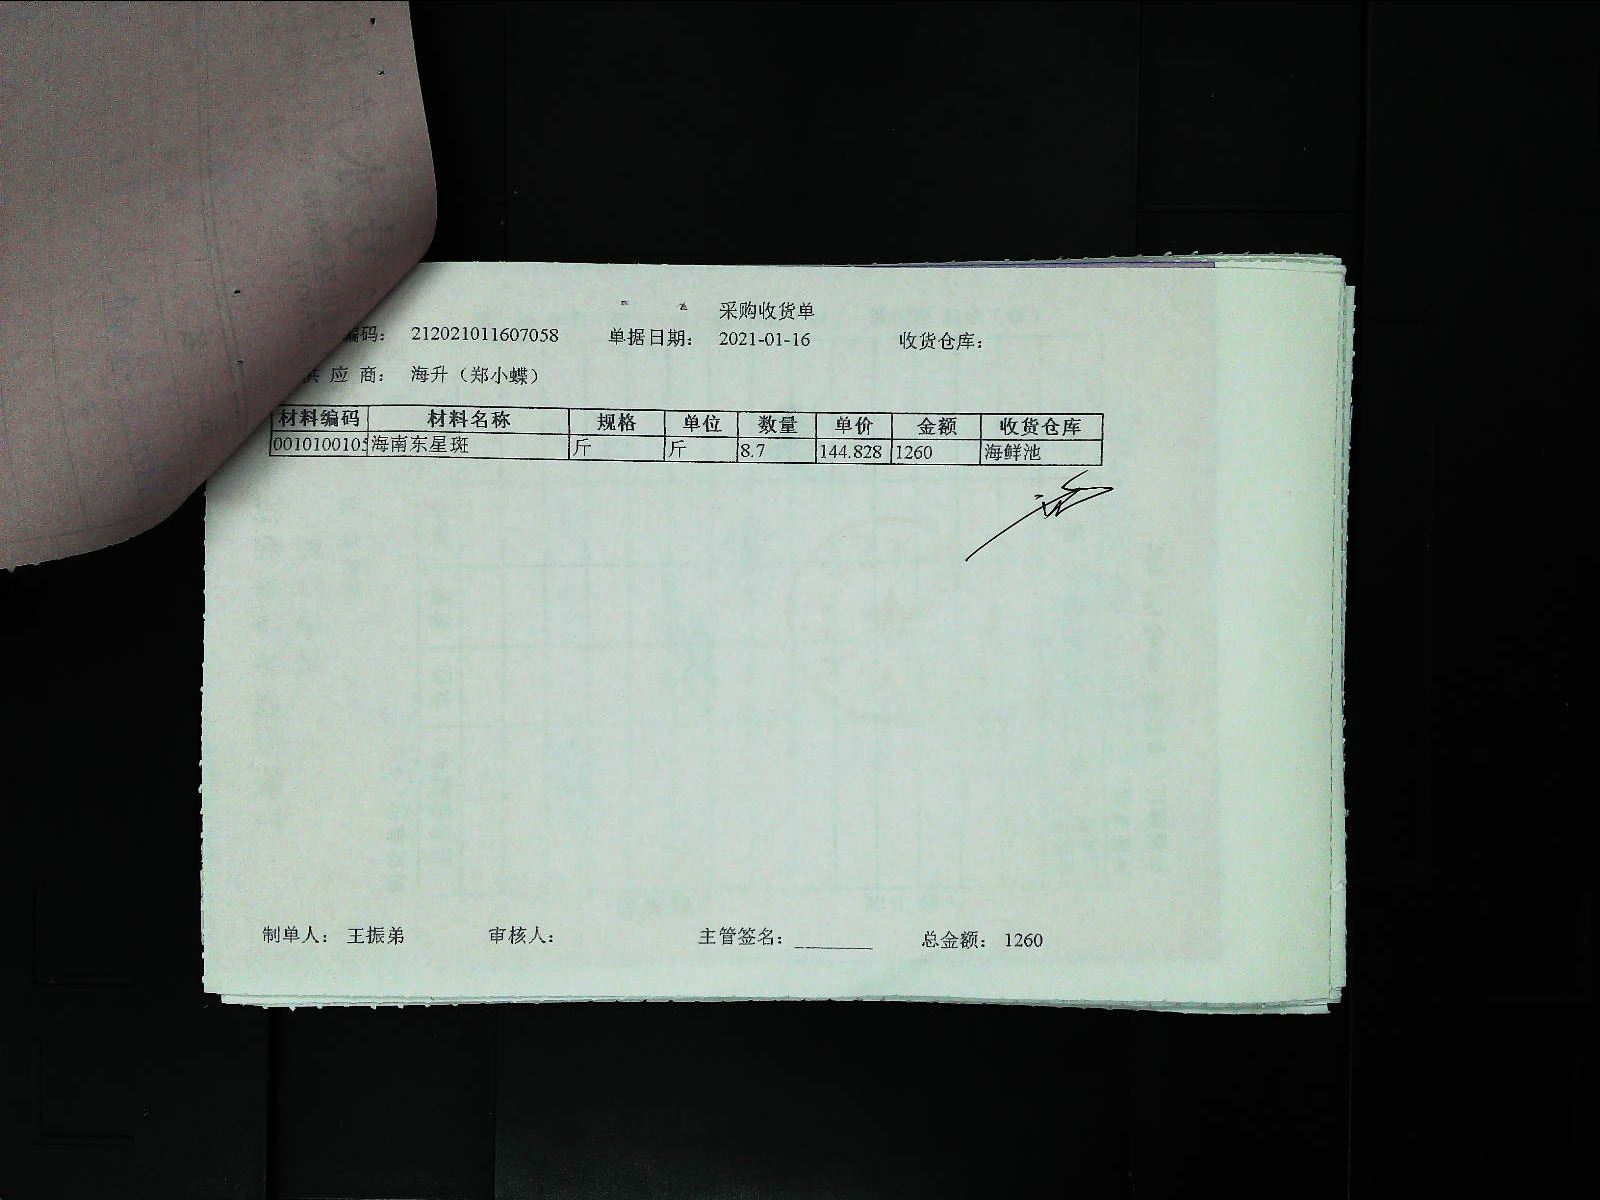 采购收货单
编码: 212021011607058 单据日期: 2021-01-16 收货仓库:
供 应 商: 海升（郑小蝶）
材料编码 材料名称 规格 单位 数量 单价 金额 收货仓库
0010100105 海南东星斑 斤 斤 8.7 144.828 1260 海鲜池
制单人: 王振弟 审核人: 主管签名: 总金额: 1260